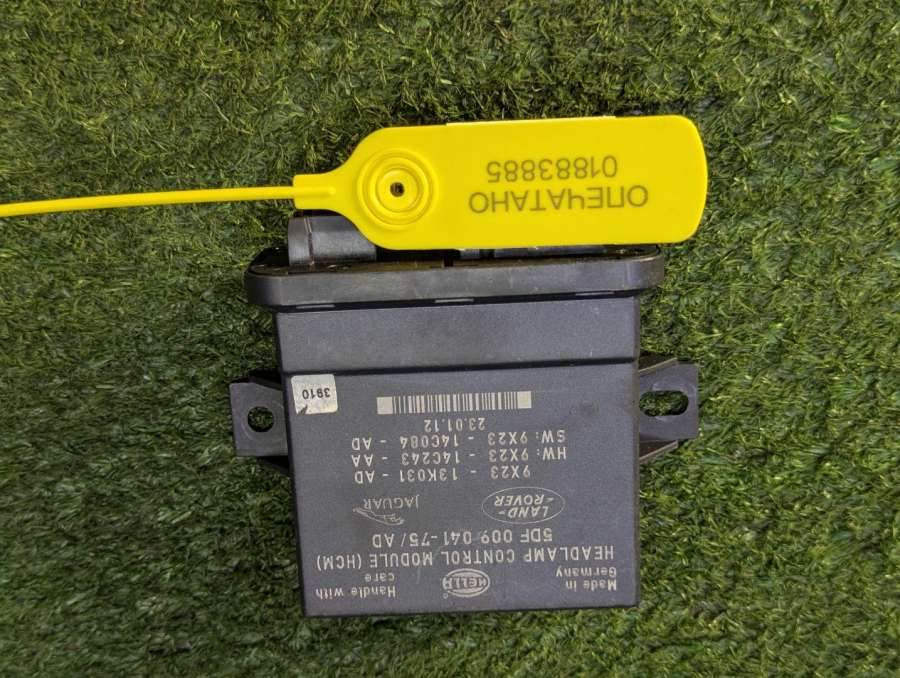 ОПЕЧАТАНО
01883885
Made in
Germany
HELLA
Handle with
care
HEADLAMP CONTROL MODULE (HCM)
5DF 009 041-75/AD
LAND-
-ROVER
JAGUAR
9X23 - 13K031 - AD
HW: 9X23 - 14C243 - AA
SW: 9X23 - 14C084 - AD
23.01.12
3910